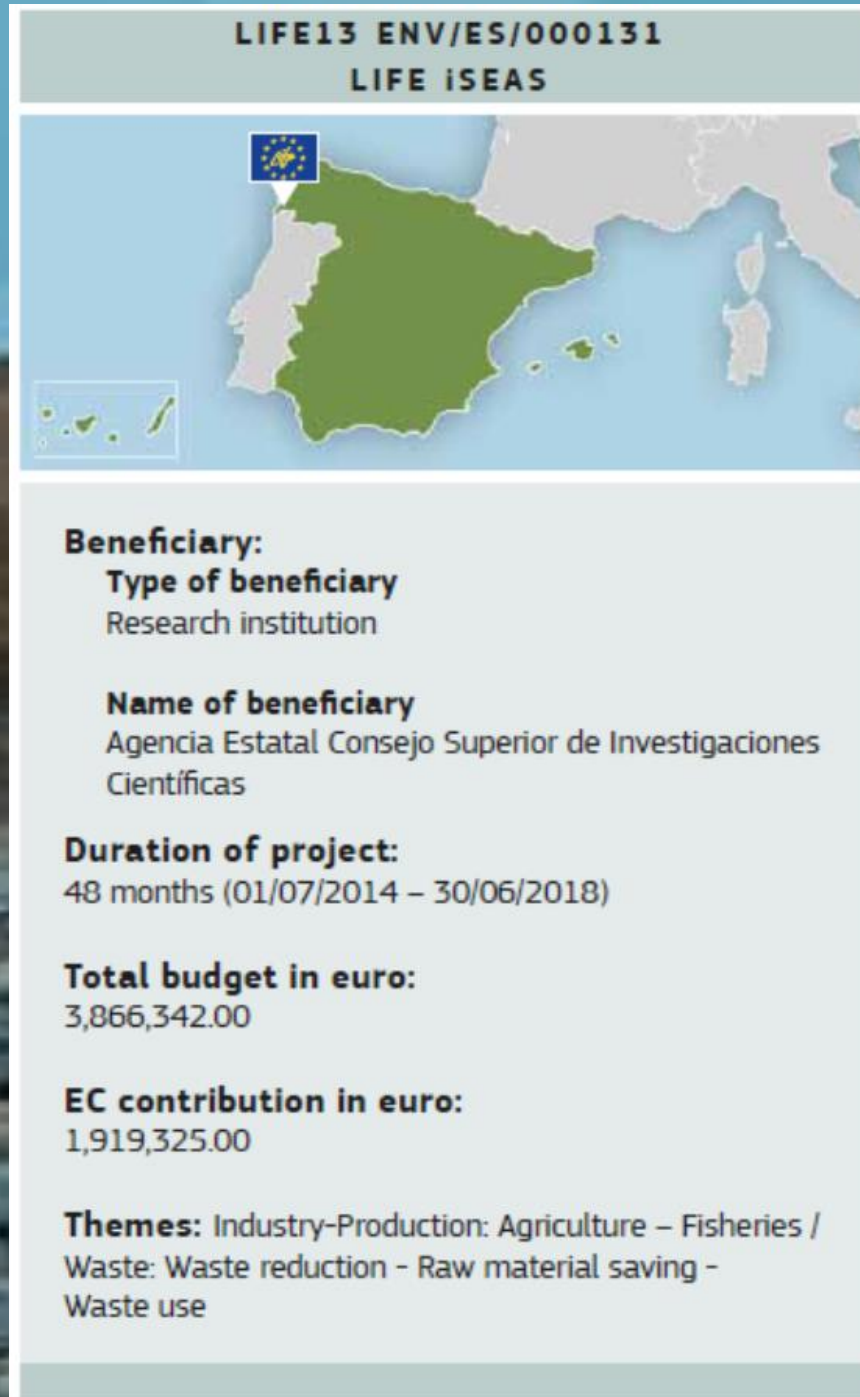 LIFE13 ENV/ES/000131
LIFE iSEAS
Beneficiary:
Type of beneficiary
Research institution
Name of beneficiary
Agencia Estatal Consejo Superior de Investigaciones
Científicas
Duration of project:
48 months (01/07/2014 – 30/06/2018)
Total budget in euro:
3,866,342.00
EC contribution in euro:
1,919,325.00
Themes: Industry-Production: Agriculture – Fisheries /
Waste: Waste reduction - Raw material saving -
Waste use